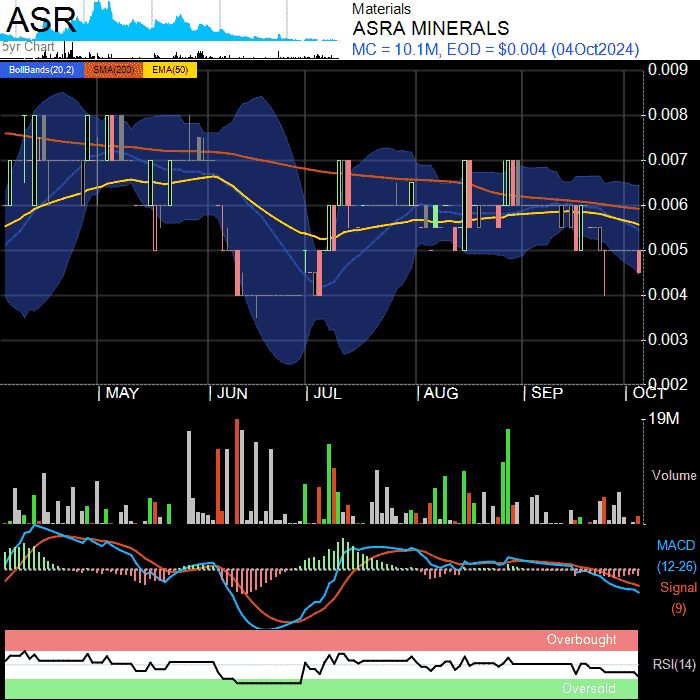 ASR
5yr Chart
Materials
ASRA MINERALS
MC = 10.1M, EOD = $0.004 (04Oct2024)
BollBands(20,2) SMA(200) EMA(50)
0.009
0.008
0.007
0.006
0.005
0.004
0.003
0.002
MAY JUN JUL AUG SEP OCT
19M
Volume
MACD
(12-26)
Signal
(9)
Overbought
RSI(14)
Oversold